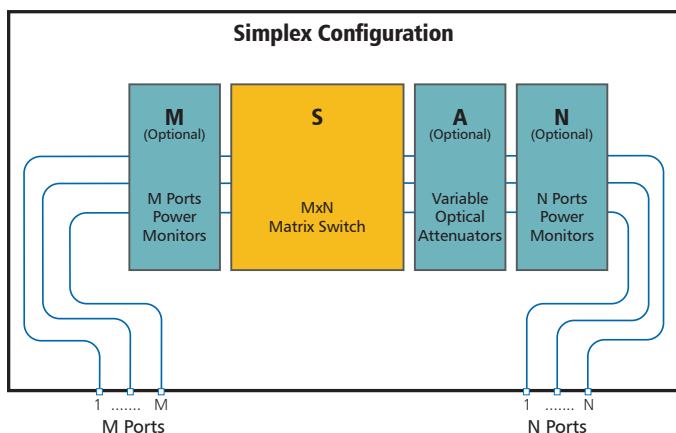 Simplex Configuration
M
(Optional)
M Ports
Power
Monitors
S
MxN
Matrix Switch
A
(Optional)
Variable
Optical
Attenuators
N
(Optional)
N Ports
Power
Monitors
1 ....... M
M Ports
1 ....... N
N Ports